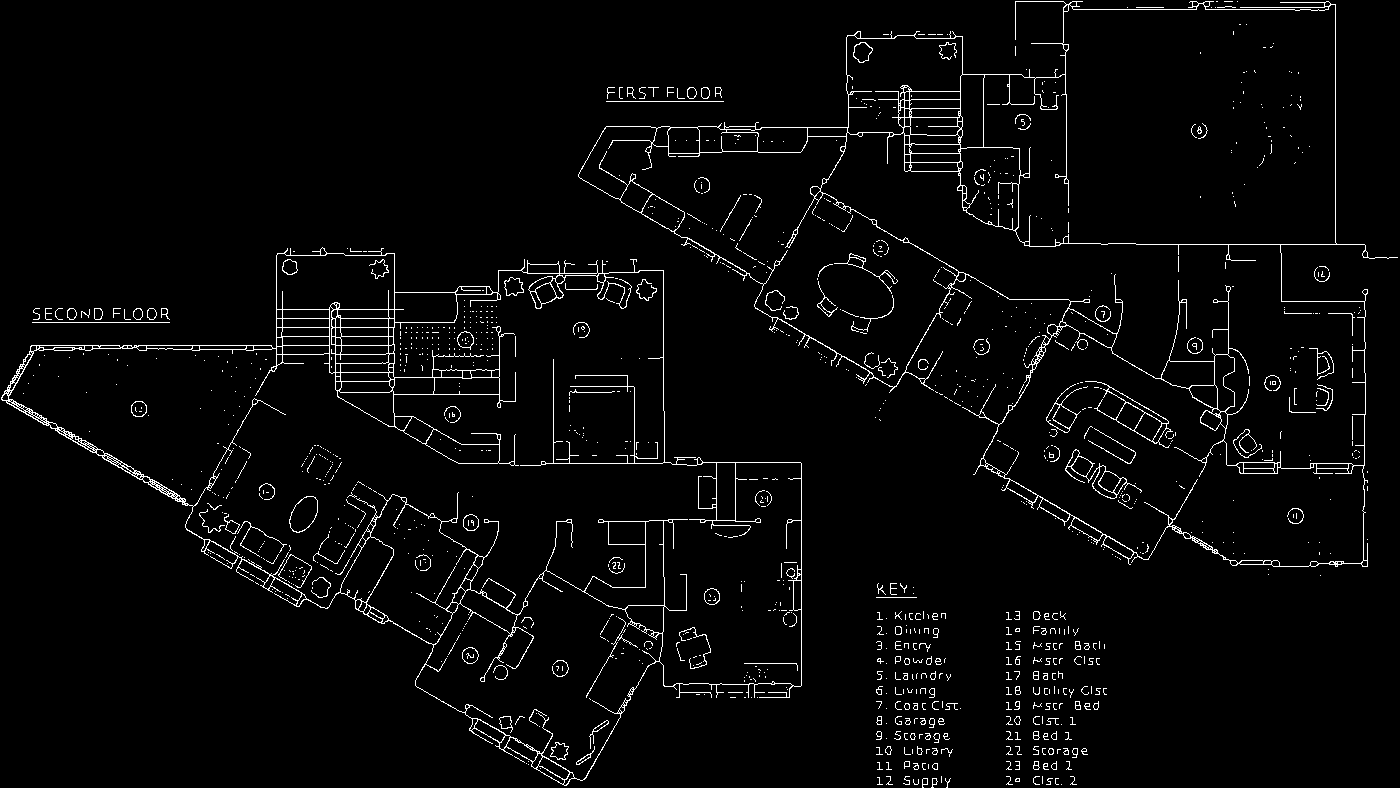 FIRST FLOOR
SECOND FLOOR
KEY:
1. Kitchen
2. Dining
3. Entry
4. Powder
5. Laundry
6. Living
7. Coat Clst.
8. Garage
9. Storage
10 Library
11 Patio
12 Supply
13 Deck
14 Family
15 Mstr Bath
16 Mstr Clst
17 Bath
18 Utility Clst
19 Mstr Bed
20 Clst. 1
21 Bed 1
22 Storage
23 Bed 2
24 Clst. 2